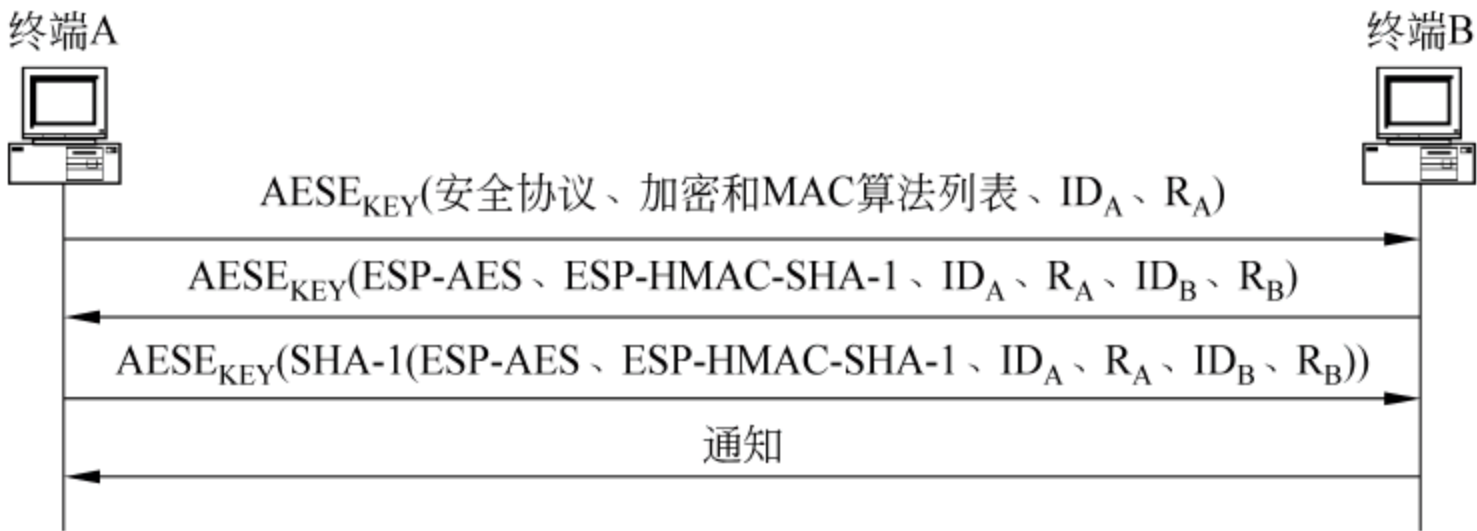 终端A
终端B
AESE_KEY(安全协议、加密和MAC算法列表、ID_A、R_A)
AESE_KEY(ESP-AES、ESP-HMAC-SHA-1、ID_A、R_A、ID_B、R_B)
AESE_KEY(SHA-1(ESP-AES、ESP-HMAC-SHA-1、ID_A、R_A、ID_B、R_B))
通知